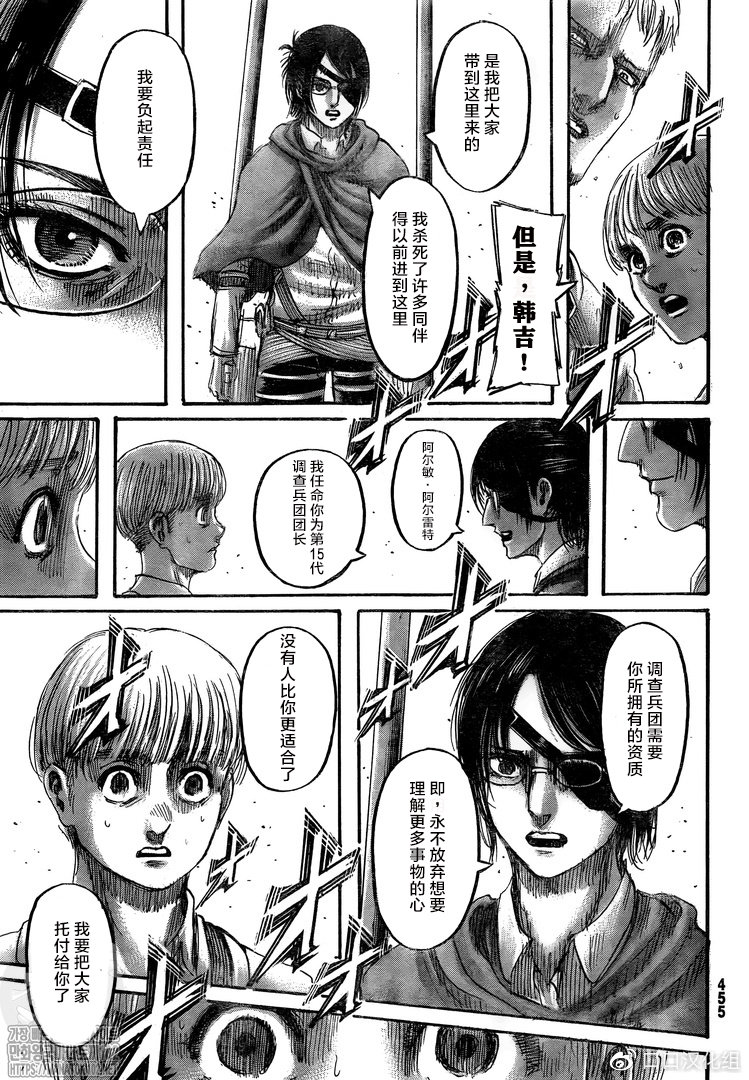 是我把大家
带到这里来的
但是，韩吉！
我杀死了许多同伴
得以前进到这里
我要负起责任
阿尔敏·阿尔雷特
我任命你为第15代
调查兵团团长
调查兵团需要
你所拥有的资质
即，永不放弃想要
理解更多事物的心
没有人比你更适合了
我要把大家
托付给你了
455
口口汉化组